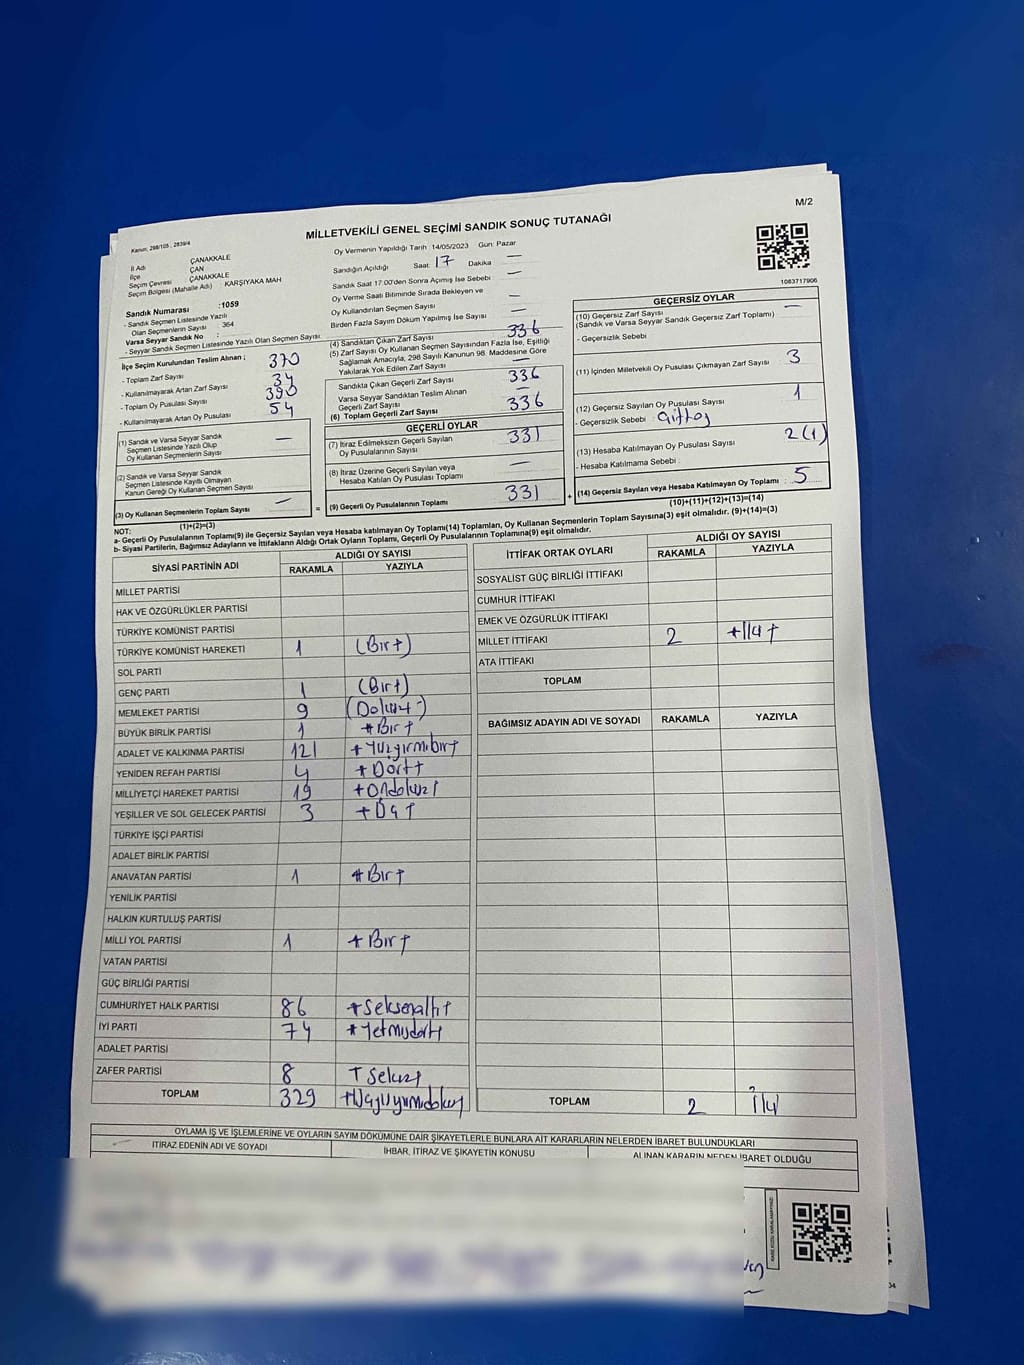 M/2
MİLLETVEKİLİ GENEL SEÇİMİ SANDIK SONUÇ TUTANAĞI
Kanun, 298/105 , 2839/4
İl Adı ÇANAKKALE
İlçe ÇAN
Seçim Çevresi ÇANAKKALE
Seçim Bölgesi (Mahalle Adı) : KARŞIYAKA MAH
Sandık Numarası :1059
- Sandık Seçmen Listesinde Yazılı
Olan Seçmenlerin Sayısı : 364
Varsa Seyyar Sandık No :
- Seyyar Sandık Seçmen Listesinde Yazılı Olan Seçmen Sayısı:
İlçe Seçim Kurulundan Teslim Alınan ;
- Toplam Zarf Sayısı 370
- Kullanılmayarak Artan Zarf Sayısı 34
- Toplam Oy Pusulası Sayısı 390
- Kullanılmayarak Artan Oy Pusulası 54
(1) Sandık ve Varsa Seyyar Sandık
Seçmen Listesinde Yazılı Olup
Oy Kullanan Seçmenlerin Sayısı —
(2) Sandık ve Varsa Seyyar Sandık
Seçmen Listesinde Kayıtlı Olmayan
Kanun Gereği Oy Kullanan Seçmen Sayısı
(3) Oy Kullanan Seçmenlerin Toplam Sayısı —
(1)+(2)=(3)
Oy Vermenin Yapıldığı Tarih :14/05/2023 Gün: Pazar
Sandığın Açıldığı Saat: 17 Dakika —
Sandık Saat 17:00'den Sonra Açımış İse Sebebi —
Oy Verme Saati Bitiminde Sırada Bekleyen ve
Oy Kullandırılan Seçmen Sayısı —
Birden Fazla Sayım Döküm Yapılmış İse Sayısı —
(4) Sandıktan Çıkan Zarf Sayısı 336
(5) Zarf Sayısı Oy Kullanan Seçmen Sayısından Fazla İse, Eşitliği
Sağlamak Amacıyla, 298 Sayılı Kanunun 98. Maddesine Göre
Yakılarak Yok Edilen Zarf Sayısı —
Sandıkta Çıkan Geçerli Zarf Sayısı 336
Varsa Seyyar Sandıktan Teslim Alınan
Geçerli Zarf Sayısı —
(6) Toplam Geçerli Zarf Sayısı 336
GEÇERLİ OYLAR
(7) İtiraz Edilmeksizin Geçerli Sayılan
Oy Pusulalarının Sayısı 331
(8) İtiraz Üzerine Geçerli Sayılan veya
Hesaba Katılan Oy Pusulası Toplamı —
= (9) Geçerli Oy Pusulalarının Toplamı 331 +
1083717906
GEÇERSİZ OYLAR
(10) Geçersiz Zarf Sayısı —
(Sandık ve Varsa Seyyar Sandık Geçersiz Zarf Toplamı)
- Geçersizlik Sebebi
(11) İçinden Milletvekili Oy Pusulası Çıkmayan Zarf Sayısı 3
(12) Geçersiz Sayılan Oy Pusulası Sayısı 1
- Geçersizlik Sebebi :
(13) Hesaba Katılmayan Oy Pusulası Sayısı 2(1)
- Hesaba Katılmama Sebebi :
(14) Geçersiz Sayılan veya Hesaba Katılmayan Oy Toplamı : 5
(10)+(11)+(12)+(13)=(14)
NOT:
a- Geçerli Oy Pusulalarının Toplamı(9) ile Geçersiz Sayılan veya Hesaba katılmayan Oy Toplamı(14) Toplamları, Oy Kullanan Seçmenlerin Toplam Sayısına(3) eşit olmalıdır. (9)+(14)=(3)
b- Siyasi Partilerin, Bağımsız Adayların ve İttifakların Aldığı Ortak Oyların Toplamı, Geçerli Oy Pusulalarının Toplamına(9) eşit olmalıdır.
SİYASİ PARTİNİN ADI ALDIĞI OY SAYISI
RAKAMLA YAZIYLA
MİLLET PARTİSİ
HAK VE ÖZGÜRLÜKLER PARTİSİ
TÜRKİYE KOMÜNİST PARTİSİ
TÜRKİYE KOMÜNİST HAREKETİ 1 (Bir+)
SOL PARTİ
GENÇ PARTİ 1 (Bir+)
MEMLEKET PARTİSİ 9 (Dokuz)
BÜYÜK BİRLİK PARTİSİ 1 +Bir+
ADALET VE KALKINMA PARTİSİ 121 +Yüzyirmibir+
YENİDEN REFAH PARTİSİ 4 +Dört+
MİLLİYETÇİ HAREKET PARTİSİ 19 +Ondokuz+
YEŞİLLER VE SOL GELECEK PARTİSİ 3 +Üç+
TÜRKİYE İŞÇİ PARTİSİ
ADALET BİRLİK PARTİSİ
ANAVATAN PARTİSİ 1 +Bir+
YENİLİK PARTİSİ
HALKIN KURTULUŞ PARTİSİ
MİLLİ YOL PARTİSİ 1 +Bir+
VATAN PARTİSİ
GÜÇ BİRLİĞİ PARTİSİ
CUMHURİYET HALK PARTİSİ 86 +Seksenaltı+
İYİ PARTİ 74 +Yetmişdört
ADALET PARTİSİ
ZAFER PARTİSİ 8 +Sekiz+
TOPLAM 329 +Üçyüzyirmidokuz
İTTİFAK ORTAK OYLARI ALDIĞI OY SAYISI
RAKAMLA YAZIYLA
SOSYALİST GÜÇ BİRLİĞİ İTTİFAKI
CUMHUR İTTİFAKI
EMEK VE ÖZGÜRLÜK İTTİFAKI
MİLLET İTTİFAKI 2 +İki+
ATA İTTİFAKI
TOPLAM
BAĞIMSIZ ADAYIN ADI VE SOYADI RAKAMLA YAZIYLA
TOPLAM 2 İki
OYLAMA İŞ VE İŞLEMLERİNE VE OYLARIN SAYIM DÖKÜMÜNE DAİR ŞİKAYETLERLE BUNLARA AİT KARARLARIN NELERDEN İBARET BULUNDUKLARI
İTİRAZ EDENİN ADI VE SOYADI İHBAR, İTİRAZ VE ŞİKAYETİN KONUSU ALINAN KARARIN NEDEN İBARET OLDUĞU